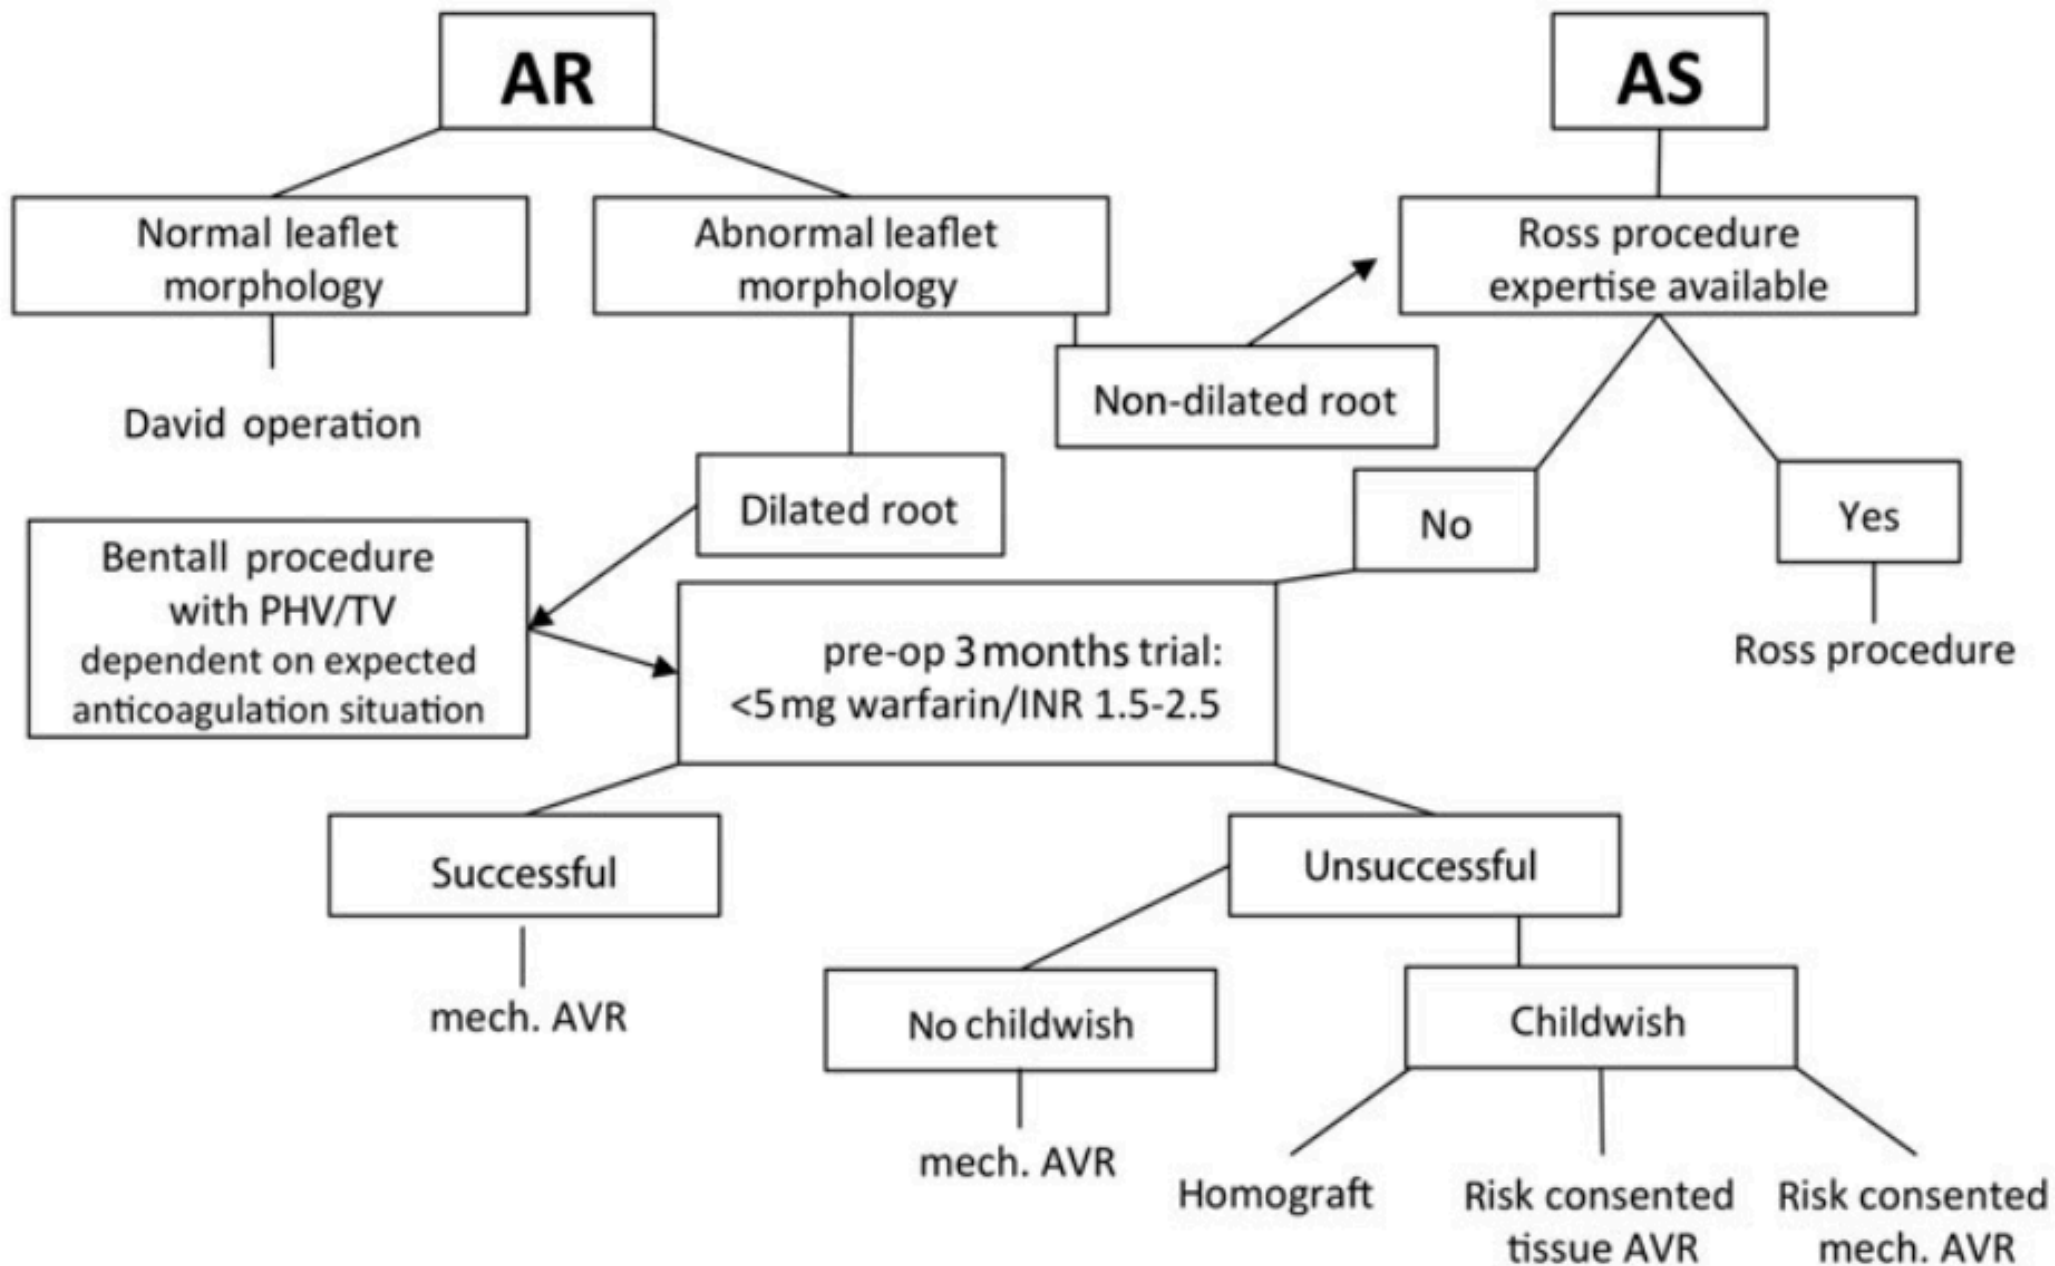 AR
AS
Normal leaflet
morphology
Abnormal leaflet
morphology
Ross procedure
expertise available
Non-dilated root
David operation
Dilated root
No
Yes
Bentall procedure
with PHV/TV
dependent on expected
anticoagulation situation
pre-op 3 months trial:
<5 mg warfarin/INR 1.5-2.5
Ross procedure
Successful
Unsuccessful
mech. AVR
No childwish
Childwish
mech. AVR
Homograft
Risk consented
tissue AVR
Risk consented
mech. AVR